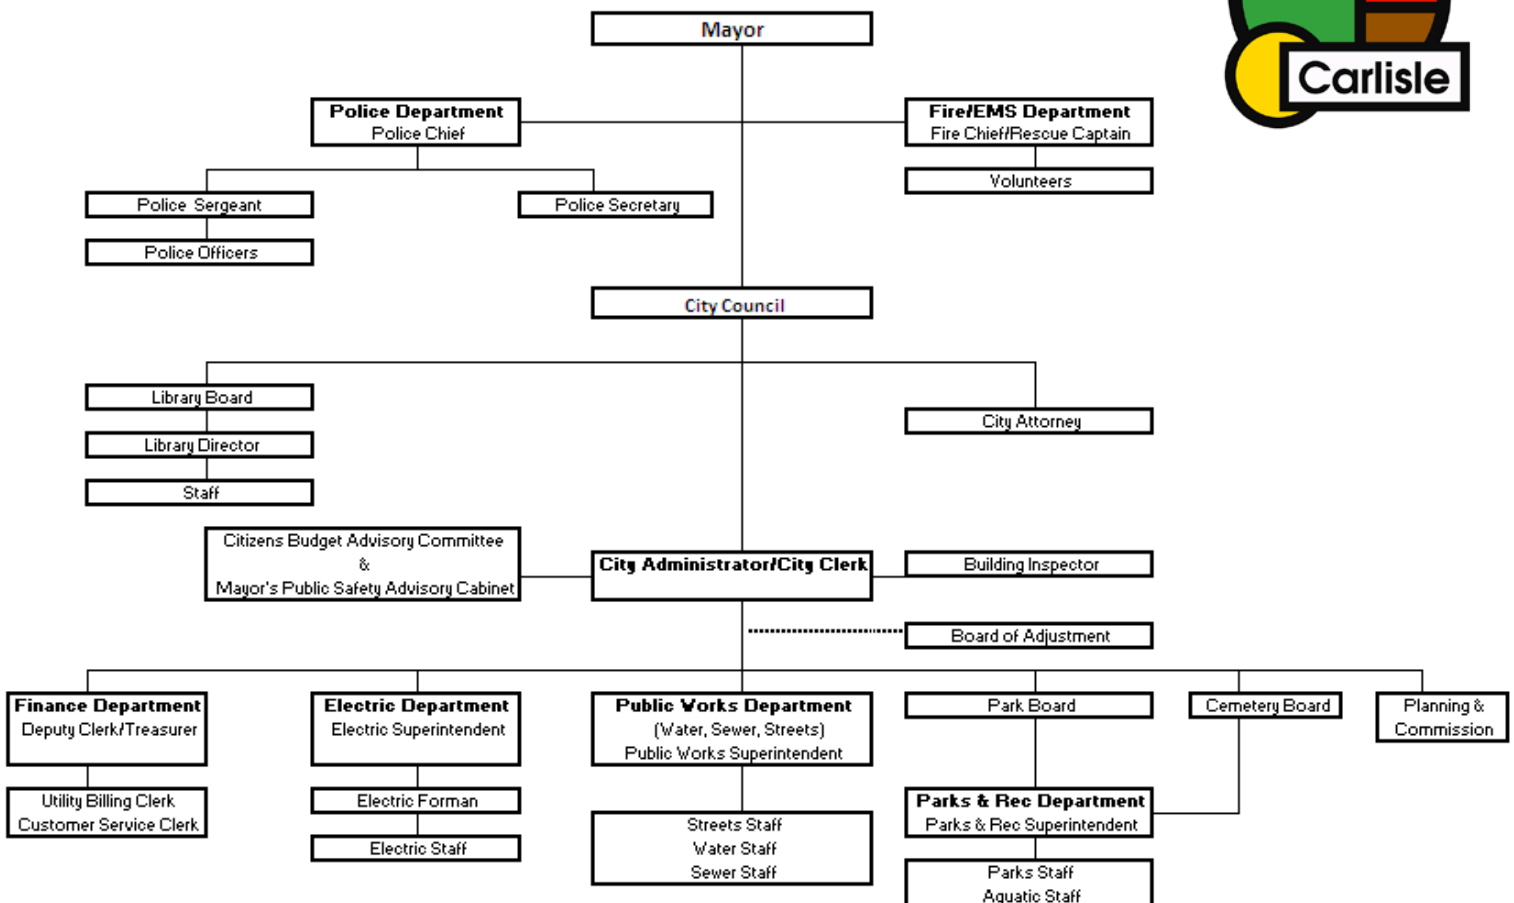 Mayor
Carlisle
Police Department
Police Chief
Fire/EMS Department
Fire Chief/Rescue Captain
Volunteers
Police Sergeant
Police Secretary
Police Officers
City Council
Library Board
City Attorney
Library Director
Staff
Citizens Budget Advisory Committee
&
Mayor's Public Safety Advisory Cabinet
City Administrator/City Clerk
Building Inspector
Board of Adjustment
Finance Department
Deputy Clerk/Treasurer
Electric Department
Electric Superintendent
Public Works Department
(Water, Sewer, Streets)
Public Works Superintendent
Park Board
Cemetery Board
Planning &
Commission
Utility Billing Clerk
Customer Service Clerk
Electric Forman
Electric Staff
Streets Staff
Water Staff
Sewer Staff
Parks & Rec Department
Parks & Rec Superintendent
Parks Staff
Aquatic Staff